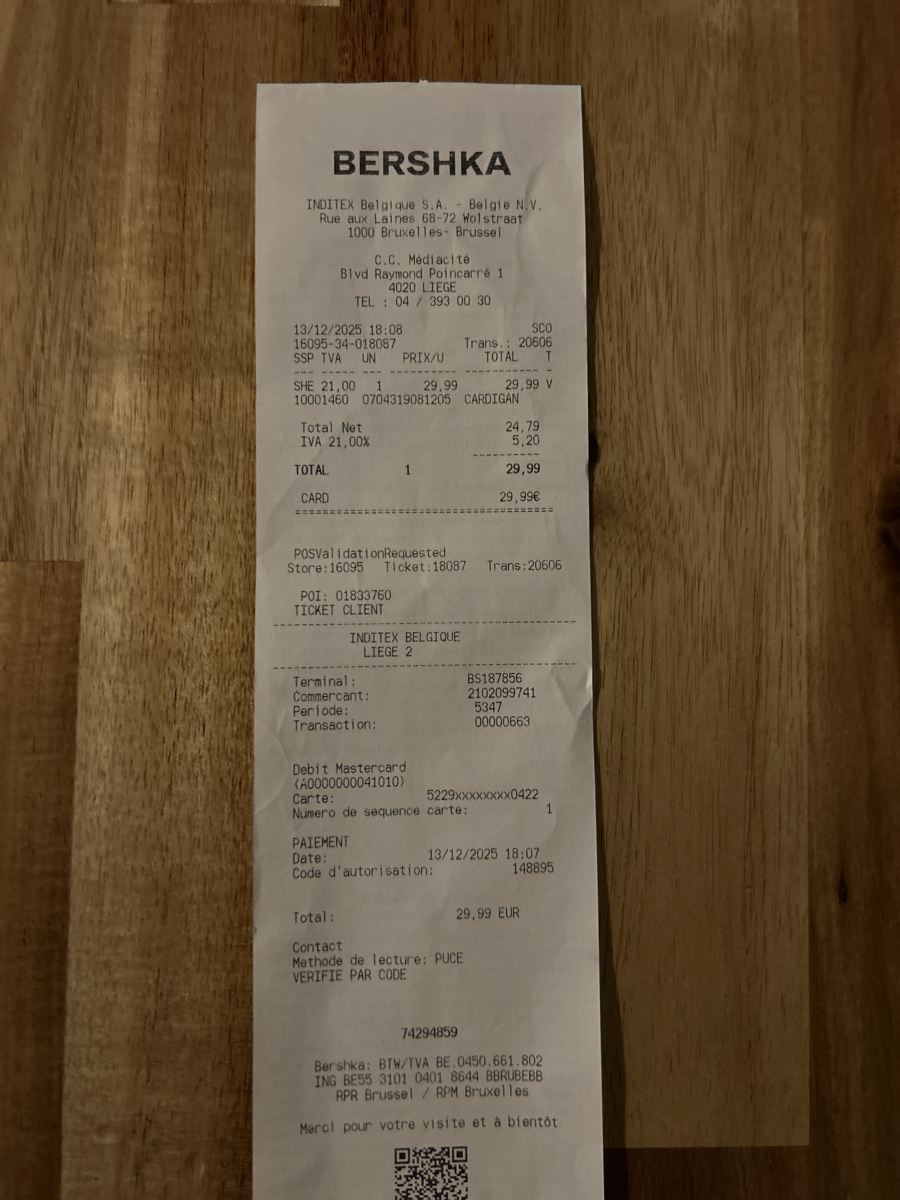 BERSHKA
INDITEX Belgique S.A. - Belgie N.V.
Rue aux Laines 68-72 Wolstraat
1000 Bruxelles- Brussel
C.C. Médiacité
Blvd Raymond Poincarré 1
4020 LIEGE
TEL : 04 / 393 00 30
13/12/2025 18:08 SCO
16095-34-018087 Trans.: 20606
SSP TVA UN PRIX/U TOTAL T
--- ----- --- ---------- ---------- -
SHE 21,00 1 29,99 29,99 V
10001460 0704319081205 CARDIGAN
Total Net 24,79
IVA 21,00% 5,20
----------
TOTAL 1 29,99
CARD 29,99€
======================================
POSValidationRequested
Store:16095 Ticket:18087 Trans:20606
POI: 01833760
TICKET CLIENT
------------------------------------------
INDITEX BELGIQUE
LIEGE 2
------------------------------------------
Terminal: BS187856
Commercant: 2102099741
Periode: 5347
Transaction: 00000663
Debit Mastercard
(A0000000041010)
Carte: 5229xxxxxxxx0422
Numero de sequence carte: 1
PAIEMENT
Date: 13/12/2025 18:07
Code d'autorisation: 148895
Total: 29,99 EUR
Contact
Methode de lecture: PUCE
VERIFIE PAR CODE
74294859
Bershka: BTW/TVA BE.0450.661.802
ING BE55 3101 0401 8644 BBRUBEBB
RPR Brussel / RPM Bruxelles
Merci pour votre visite et à bientôt